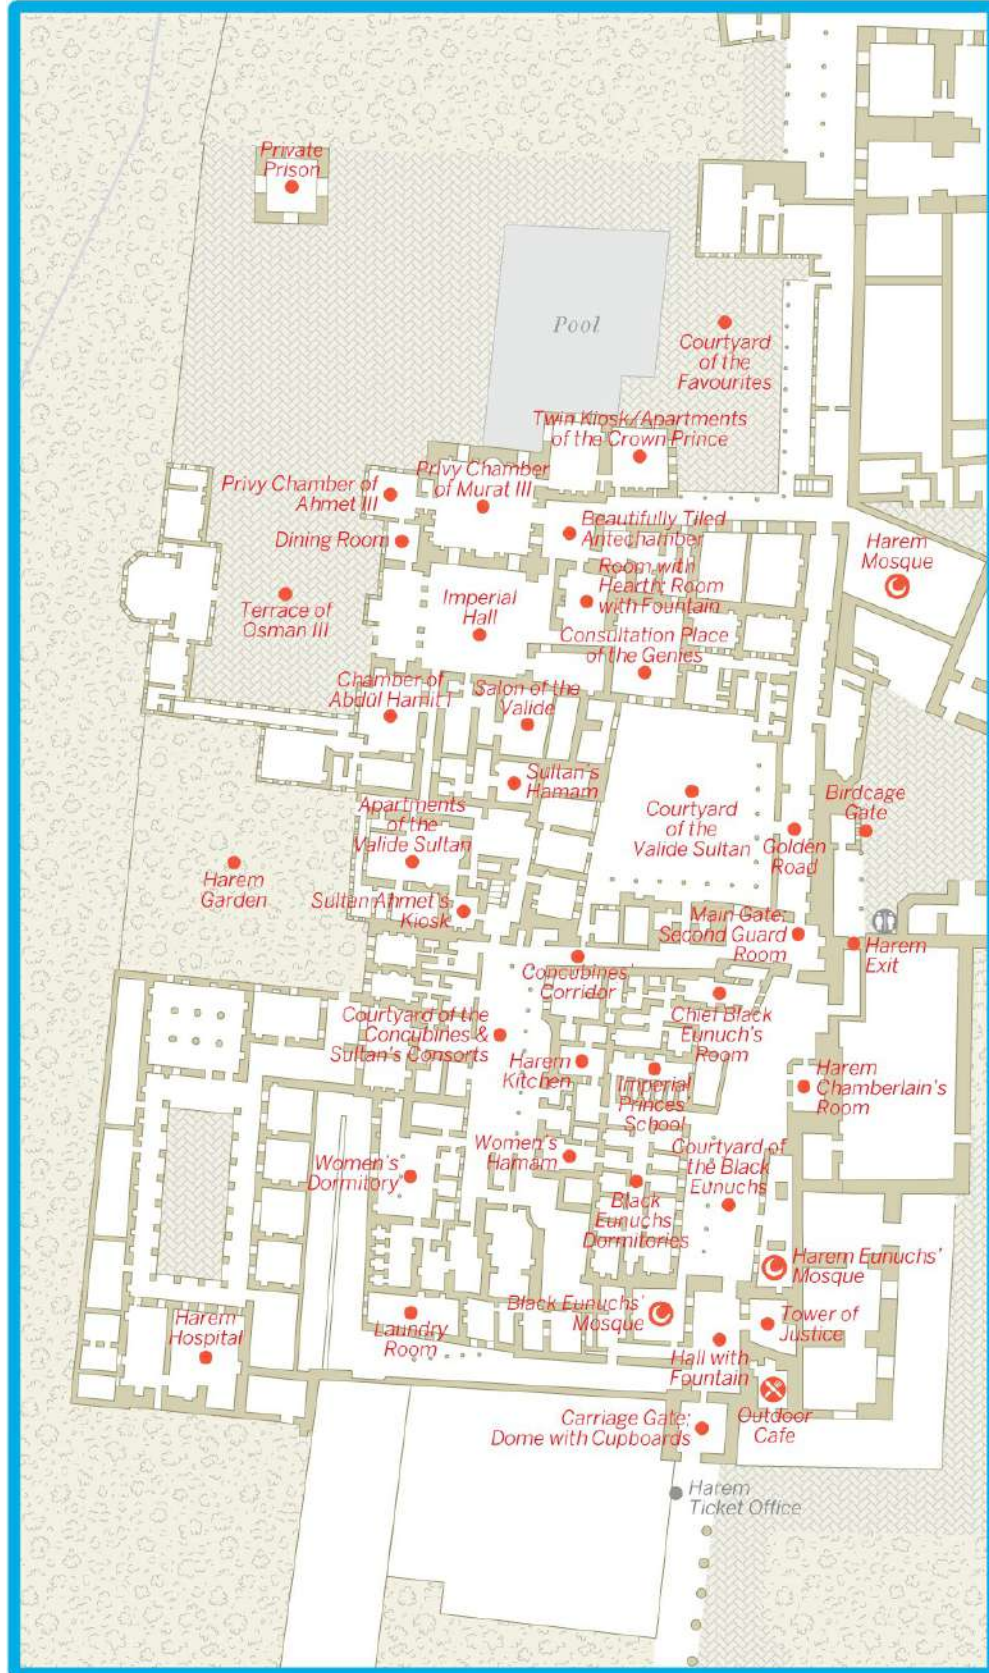 Private
Prison
Pool
Courtyard
of the
Favourites
Twin Kiosk/Apartments
of the Crown Prince
Privy Chamber of
Ahmet III
Privy Chamber
of Murat III
Dining Room
Beautifully Tiled
Antechamber
Harem
Mosque
Room with
Hearth; Room
with Fountain
Terrace of
Osman III
Imperial
Hall
Consultation Place
of the Genies
Chamber of
Abdül Hamit I
Salon of the
Valide
Sultan's
Hamam
Courtyard
of the
Valide Sultan
Birdcage
Gate
Golden
Road
Apartments
of the
Valide Sultan
Harem
Garden
Sultan Ahmet's
Kiosk
Main Gate;
Second Guard
Room
Harem
Exit
Concubines'
Corridor
Chief Black
Eunuch's
Room
Courtyard of the
Concubines &
Sultan's Consorts
Harem
Kitchen
Imperial
Princes'
School
Harem
Chamberlain's
Room
Women's
Hamam
Courtyard of
the Black
Eunuchs
Women's
Dormitory
Black
Eunuchs'
Dormitories
Harem Eunuchs'
Mosque
Black Eunuchs'
Mosque
Tower of
Justice
Harem
Hospital
Laundry
Room
Hall with
Fountain
Outdoor
Cafe
Carriage Gate;
Dome with Cupboards
Harem
Ticket Office